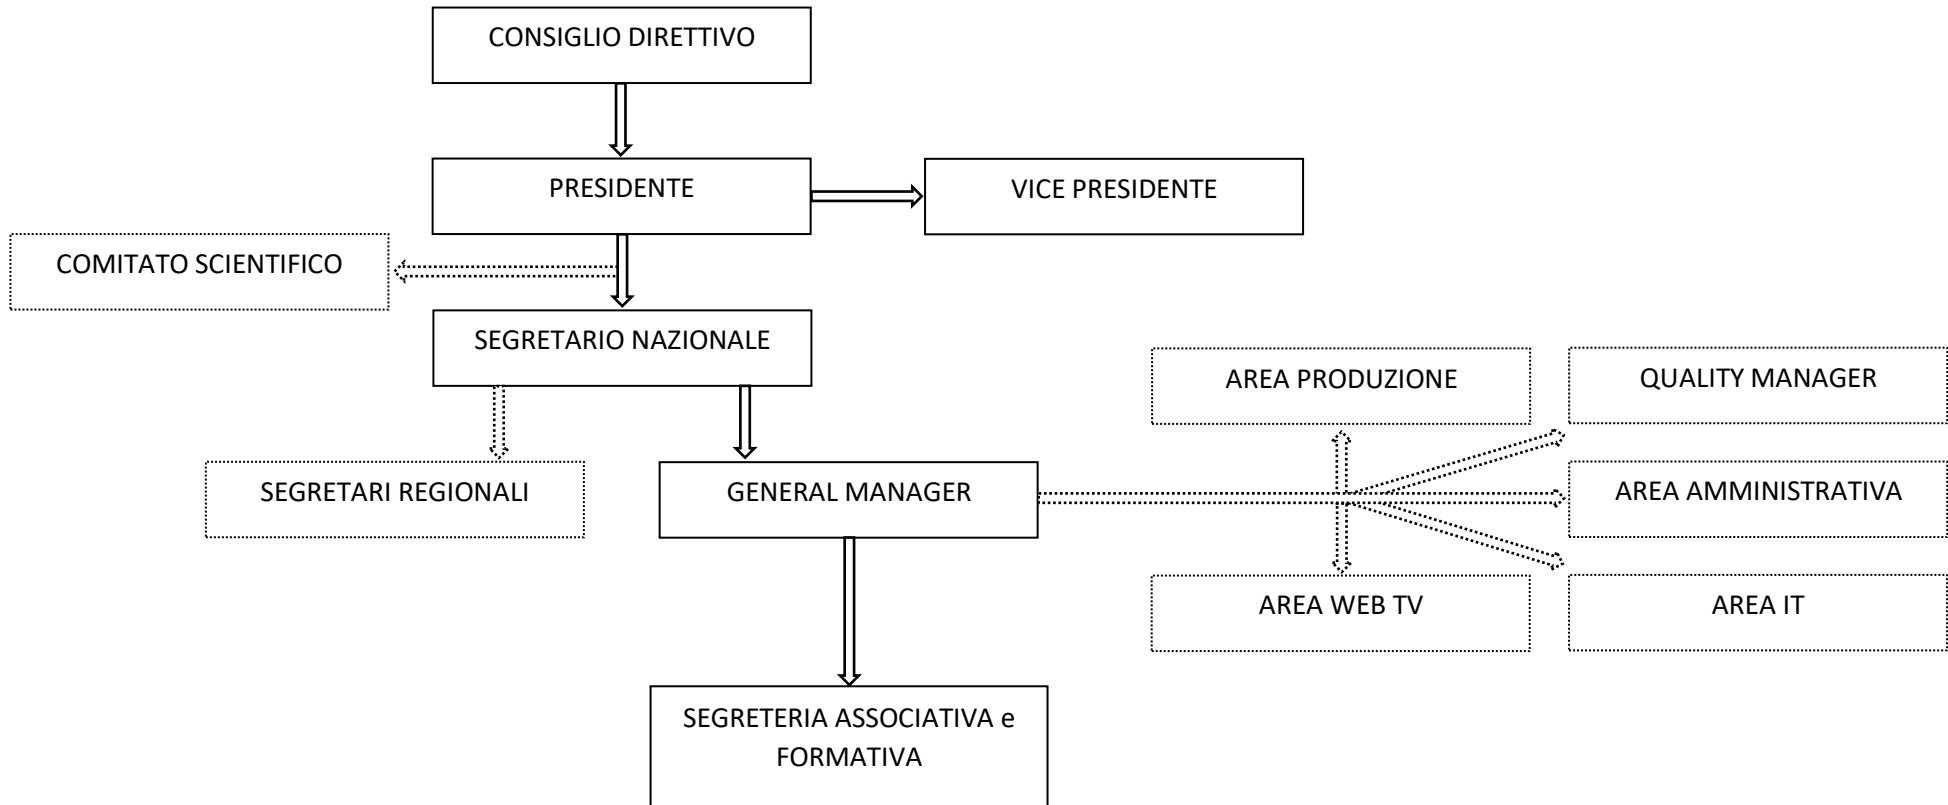 CONSIGLIO DIRETTIVO
PRESIDENTE
VICE PRESIDENTE
COMITATO SCIENTIFICO
SEGRETARIO NAZIONALE
AREA PRODUZIONE
QUALITY MANAGER
SEGRETARI REGIONALI
GENERAL MANAGER
AREA AMMINISTRATIVA
AREA WEB TV
AREA IT
SEGRETERIA ASSOCIATIVA e
FORMATIVA